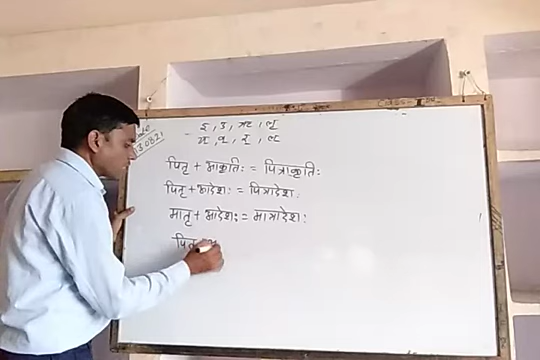 इ, उ, ऋ, लृ
य, व, र, ल
पितृ + आकृतिः = पित्राकृतिः
पितृ + आदेशः = पित्रादेशः
मातृ + आदेशः = मात्रादेशः
पितृ